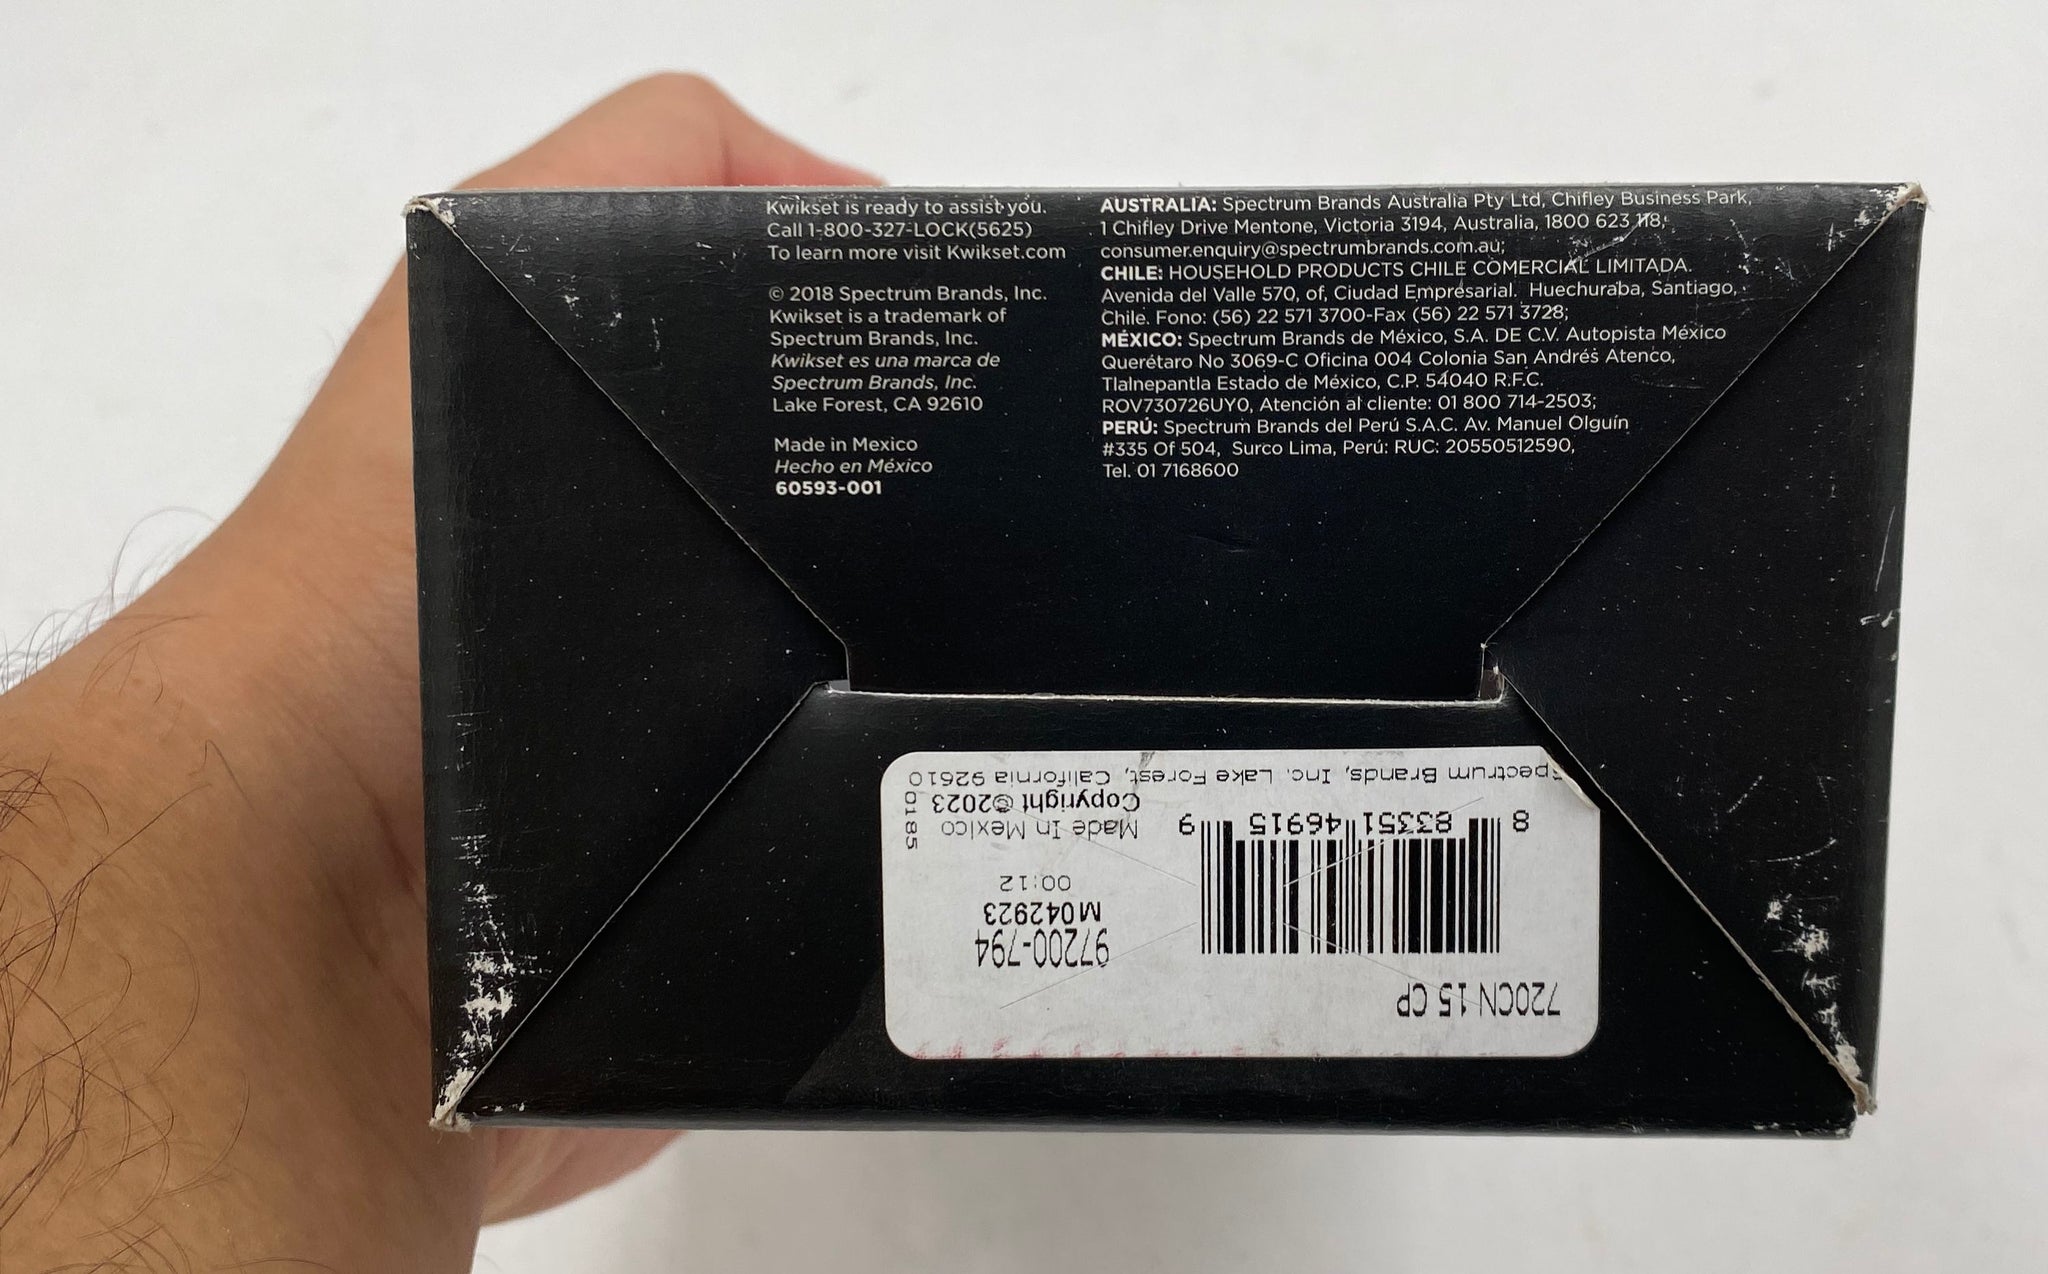 Kwikset is ready to assist you.
Call 1-800-327-LOCK(5625)
To learn more visit Kwikset.com
© 2018 Spectrum Brands, Inc.
Kwikset is a trademark of
Spectrum Brands, Inc.
Kwikset es una marca de
Spectrum Brands, Inc.
Lake Forest, CA 92610
Made in Mexico
Hecho en México
60593-001
AUSTRALIA: Spectrum Brands Australia Pty Ltd, Chifley Business Park,
1 Chifley Drive Mentone, Victoria 3194, Australia, 1800 623 118;
consumer.enquiry@spectrumbrands.com.au;
CHILE: HOUSEHOLD PRODUCTS CHILE COMERCIAL LIMITADA.
Avenida del Valle 570, of, Ciudad Empresarial. Huechuraba, Santiago,
Chile. Fono: (56) 22 571 3700-Fax (56) 22 571 3728;
MÉXICO: Spectrum Brands de México, S.A. DE C.V. Autopista México
Querétaro No 3069-C Oficina 004 Colonia San Andrés Atenco,
Tlalnepantla Estado de México, C.P. 54040 R.F.C.
ROV730726UY0, Atención al cliente: 01 800 714-2503;
PERÚ: Spectrum Brands del Perú S.A.C. Av. Manuel Olguín
#335 Of 504, Surco Lima, Perú: RUC: 20550512590,
Tel. 01 7168600
720CN 15 CP
97200-794
M042923
00:12
8 83351 46915 9
Made In Mexico
Copyright ©2023
0185
Spectrum Brands, Inc. Lake Forest, California 92610